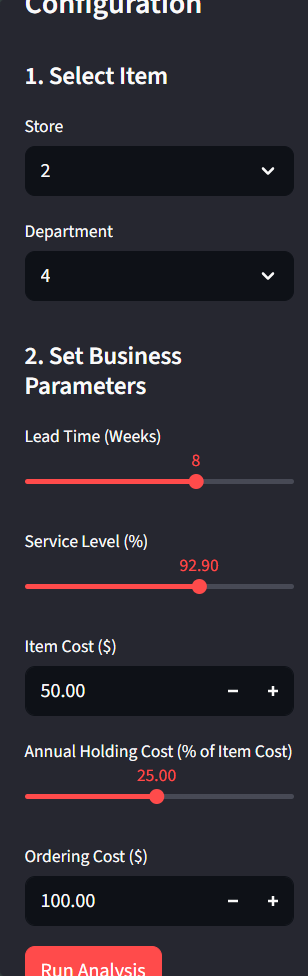 Configuration
1. Select Item
Store
2
Department
4
2. Set Business
Parameters
Lead Time (Weeks)
8
Service Level (%)
92.90
Item Cost ($)
50.00
Annual Holding Cost (% of Item Cost)
25.00
Ordering Cost ($)
100.00
Run Analysis